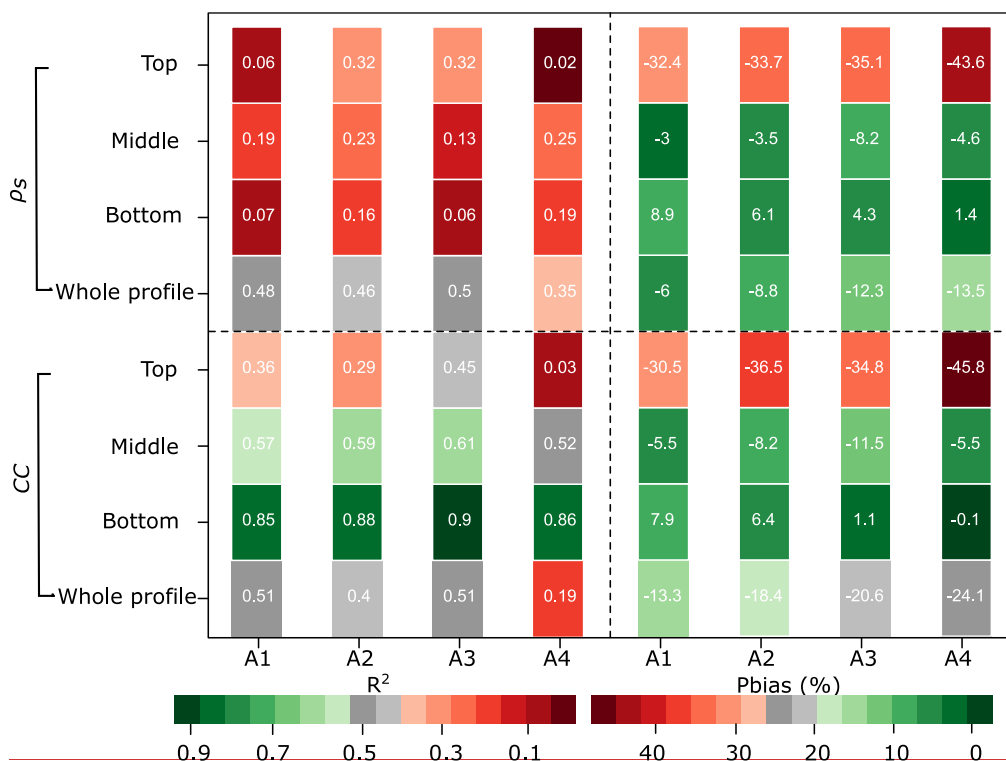 Top 0.06 0.32 0.32 0.02 -32.4 -33.7 -35.1 -43.6
Middle 0.19 0.23 0.13 0.25 -3 -3.5 -8.2 -4.6
ρs
Bottom 0.07 0.16 0.06 0.19 8.9 6.1 4.3 1.4
Whole profile 0.48 0.46 0.5 0.35 -6 -8.8 -12.3 -13.5
Top 0.36 0.29 0.45 0.03 -30.5 -36.5 -34.8 -45.8
Middle 0.57 0.59 0.61 0.52 -5.5 -8.2 -11.5 -5.5
CC
Bottom 0.85 0.88 0.9 0.86 7.9 6.4 1.1 -0.1
Whole profile 0.51 0.4 0.51 0.19 -13.3 -18.4 -20.6 -24.1
A1 A2 A3 A4 A1 A2 A3 A4
R² Pbias (%)
0.9 0.7 0.5 0.3 0.1 40 30 20 10 0